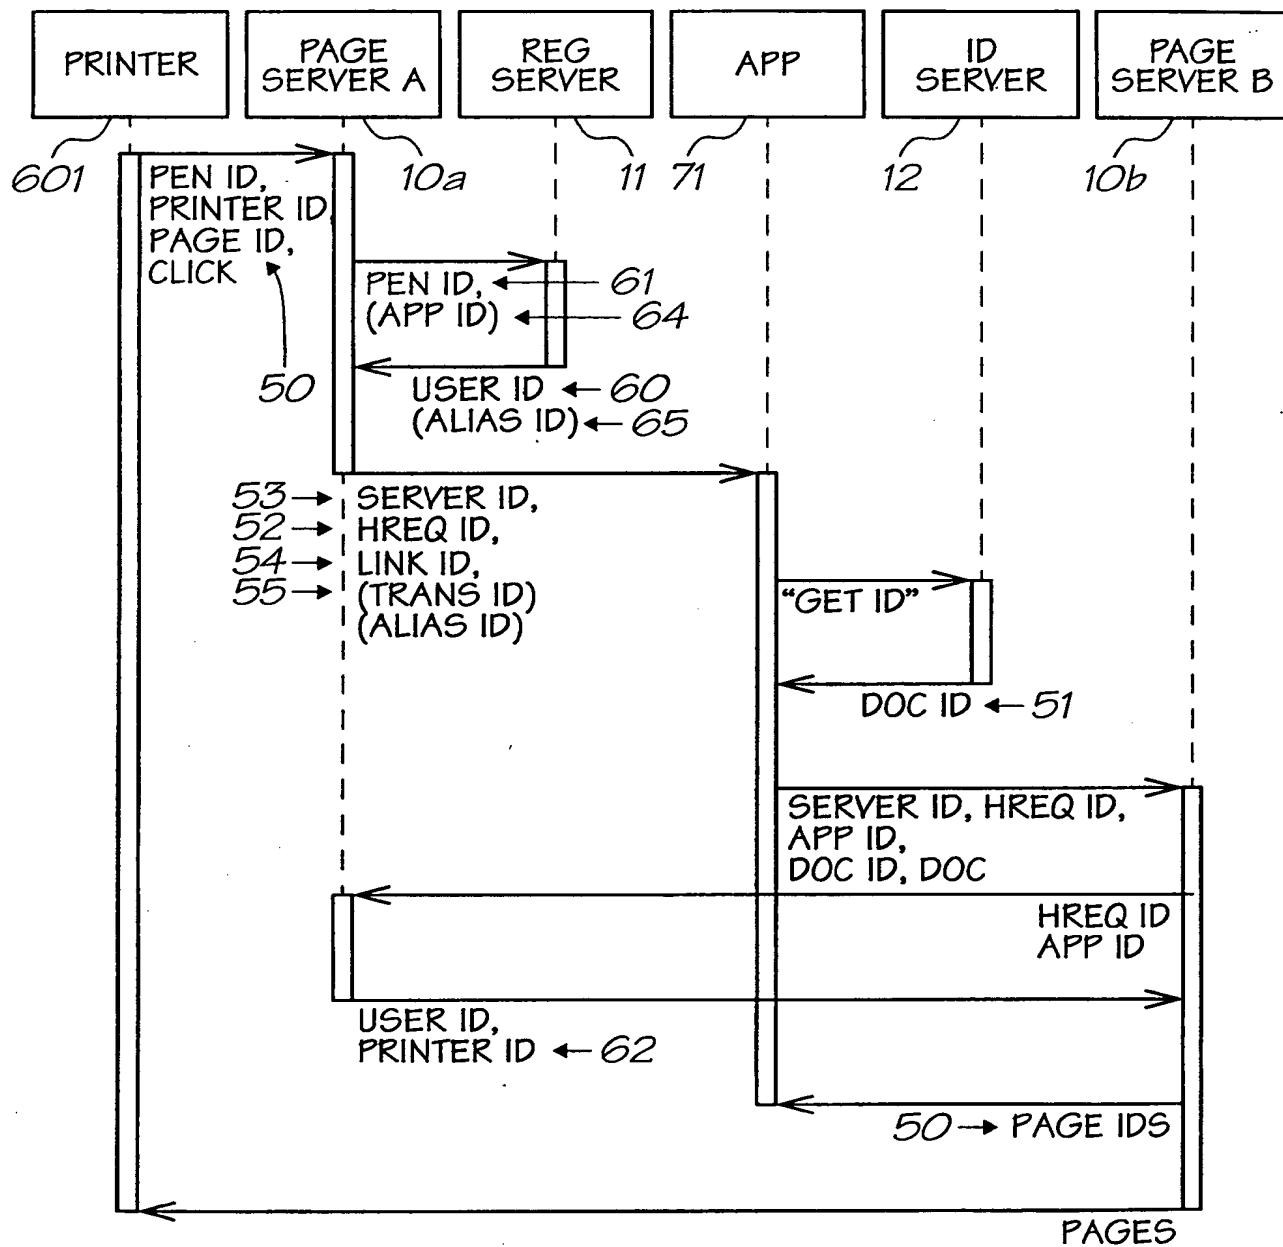 PRINTER
PAGE
SERVER A
REG
SERVER
APP
ID
SERVER
PAGE
SERVER B
601
10a
11
71
12
10b
PEN ID,
PRINTER ID,
PAGE ID,
CLICK
50
PEN ID,
61
(APP ID)
64
USER ID
60
(ALIAS ID)
65
53
SERVER ID,
52
HREQ ID,
54
LINK ID,
55
(TRANS ID)
(ALIAS ID)
“GET ID”
DOC ID
51
SERVER ID, HREQ ID,
APP ID,
DOC ID, DOC
HREQ ID
APP ID
USER ID,
PRINTER ID
62
50
PAGE IDS
PAGES